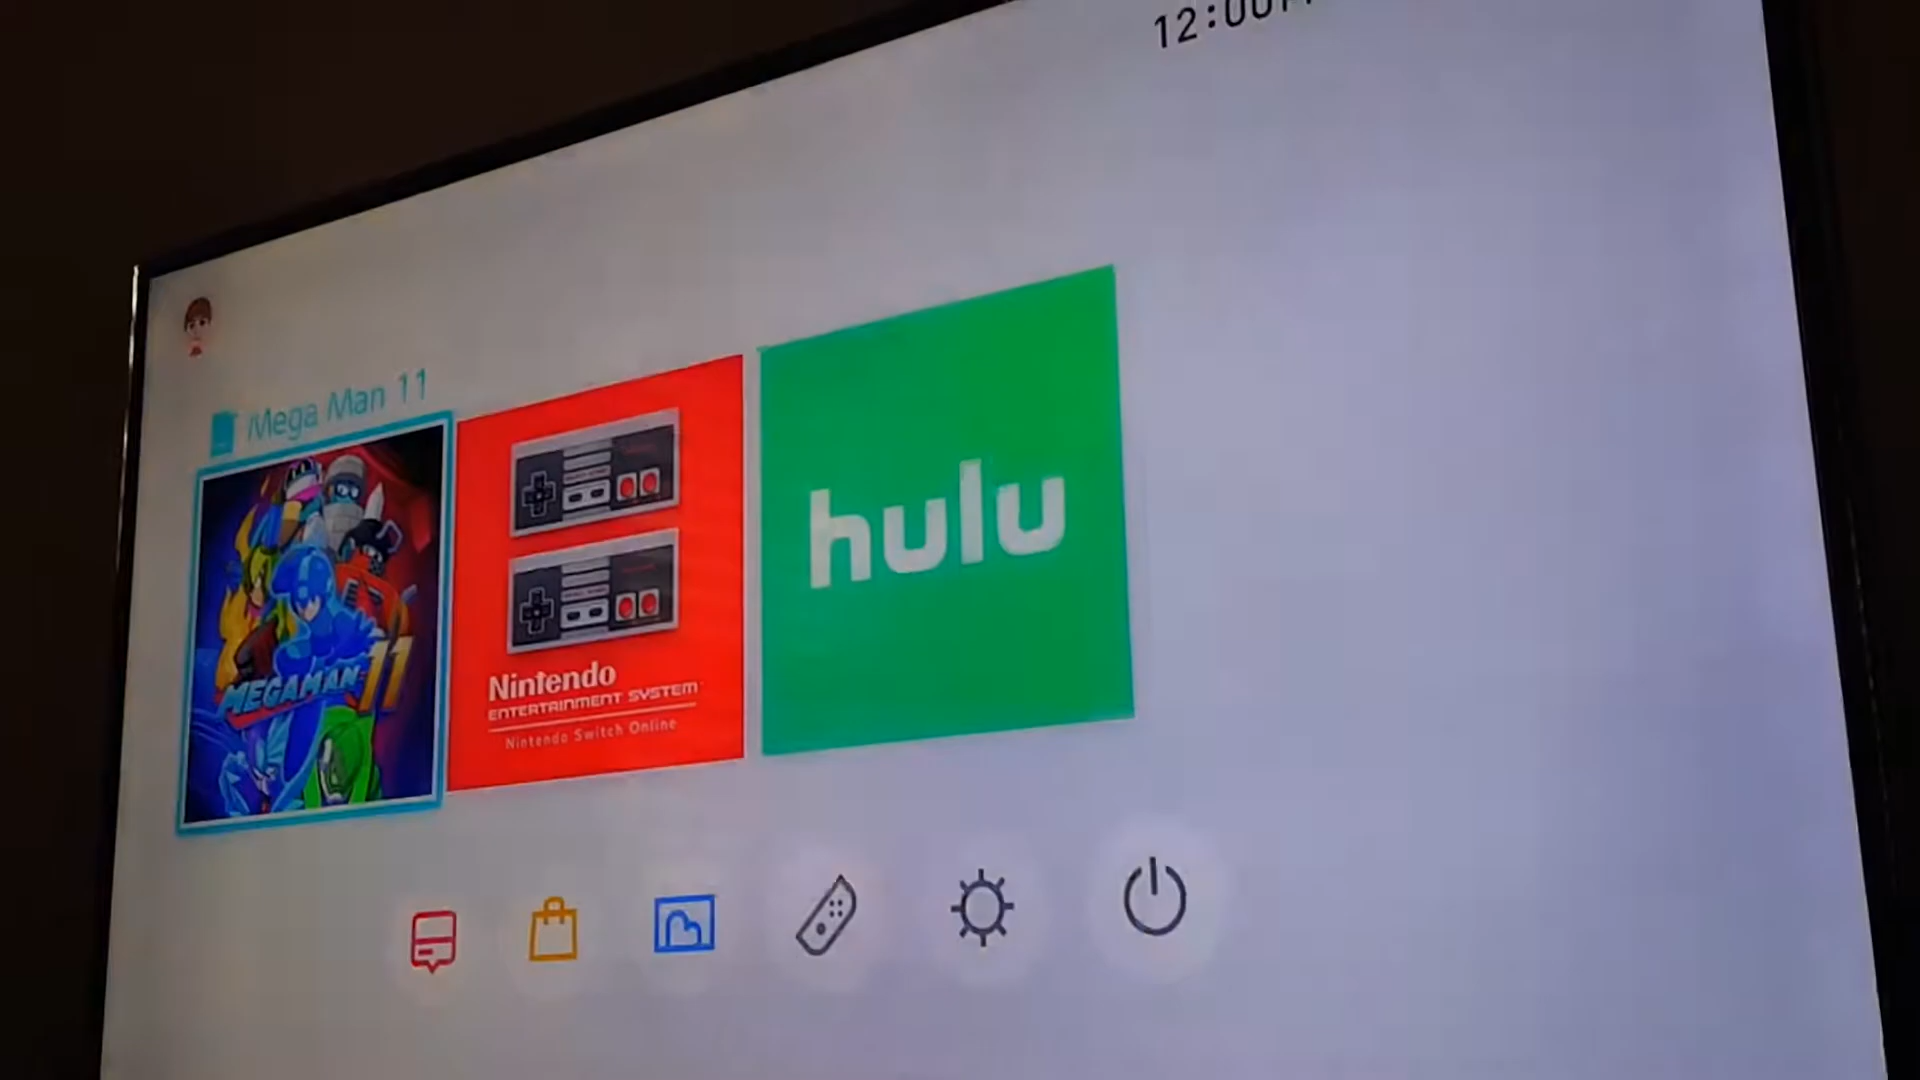 12:00
Mega Man 11
MEGAMAN 11
Nintendo
ENTERTAINMENT SYSTEM
Nintendo Switch Online
hulu